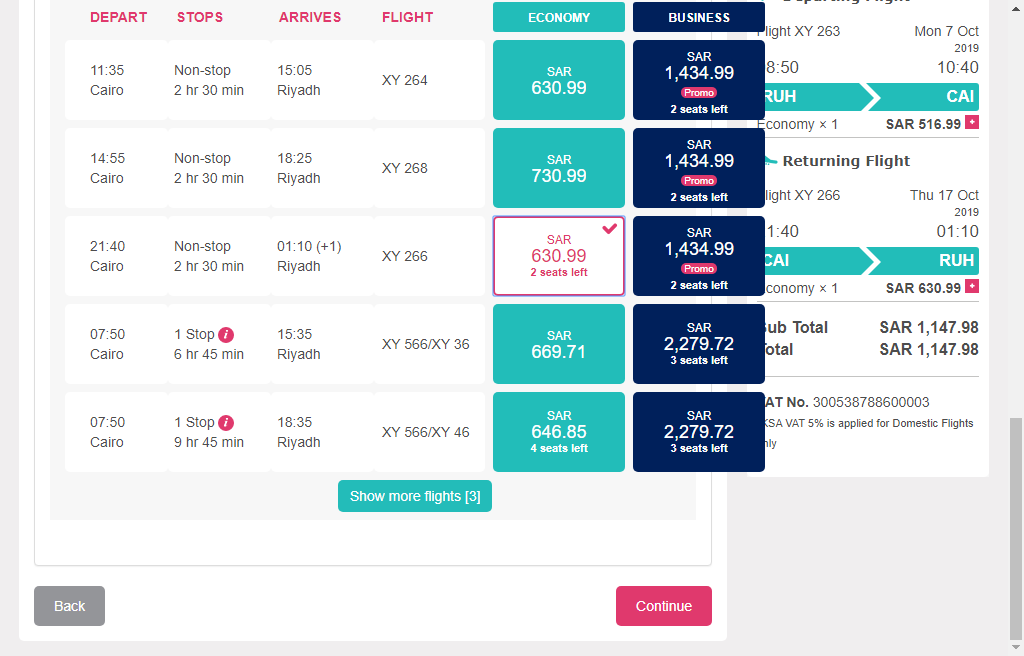 DEPART STOPS ARRIVES FLIGHT ECONOMY BUSINESS
11:35 Non-stop 15:05 XY 264 SAR 630.99 SAR 1,434.99
Cairo 2 hr 30 min Riyadh Promo
2 seats left
14:55 Non-stop 18:25 XY 268 SAR 730.99 SAR 1,434.99
Cairo 2 hr 30 min Riyadh Promo
2 seats left
21:40 Non-stop 01:10 (+1) XY 266 SAR 630.99 SAR 1,434.99
Cairo 2 hr 30 min Riyadh 2 seats left Promo
2 seats left
07:50 1 Stop i 15:35 XY 566/XY 36 SAR 669.71 SAR 2,279.72
Cairo 6 hr 45 min Riyadh 3 seats left
07:50 1 Stop i 18:35 XY 566/XY 46 SAR 646.85 SAR 2,279.72
Cairo 9 hr 45 min Riyadh 4 seats left 3 seats left
Show more flights [3]
Back Continue
light XY 263 Mon 7 Oct
2019
8:50 10:40
RUH CAI
Economy × 1 SAR 516.99 +
Returning Flight
light XY 266 Thu 17 Oct
2019
1:40 01:10
CAI RUH
conomy × 1 SAR 630.99 +
ub Total SAR 1,147.98
otal SAR 1,147.98
AT No. 300538788600003
KSA VAT 5% is applied for Domestic Flights
nly